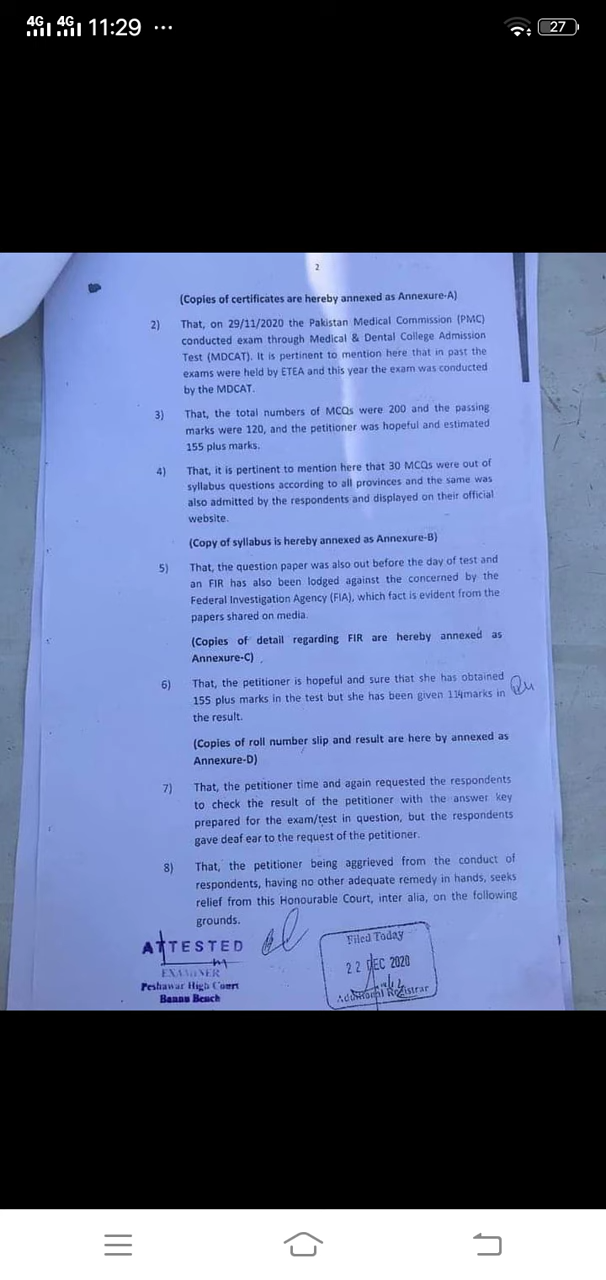 4G 4G 11:29 ... 27
2
(Copies of certificates are hereby annexed as Annexure-A)
2) That, on 29/11/2020 the Pakistan Medical Commission (PMC)
conducted exam through Medical & Dental College Admission
Test (MDCAT). It is pertinent to mention here that in past the
exams were held by ETEA and this year the exam was conducted
by the MDCAT.
3) That, the total numbers of MCQs were 200 and the passing
marks were 120, and the petitioner was hopeful and estimated
155 plus marks.
4) That, it is pertinent to mention here that 30 MCQs were out of
syllabus questions according to all provinces and the same was
also admitted by the respondents and displayed on their official
website.
(Copy of syllabus is hereby annexed as Annexure-B)
5) That, the question paper was also out before the day of test and
an FIR has also been lodged against the concerned by the
Federal Investigation Agency (FIA), which fact is evident from the
papers shared on media.
(Copies of detail regarding FIR are hereby annexed as
Annexure-C)
6) That, the petitioner is hopeful and sure that she has obtained
155 plus marks in the test but she has been given 114marks in
the result.
(Copies of roll number slip and result are here by annexed as
Annexure-D)
7) That, the petitioner time and again requested the respondents
to check the result of the petitioner with the answer key
prepared for the exam/test in question, but the respondents
gave deaf ear to the request of the petitioner.
8) That, the petitioner being aggrieved from the conduct of
respondents, having no other adequate remedy in hands, seeks
relief from this Honourable Court, inter alia, on the following
grounds.
ATTESTED
EXAMINER
Peshawar High Court
Bannu Bench
Filed Today
22 DEC 2020
Additional Registrar